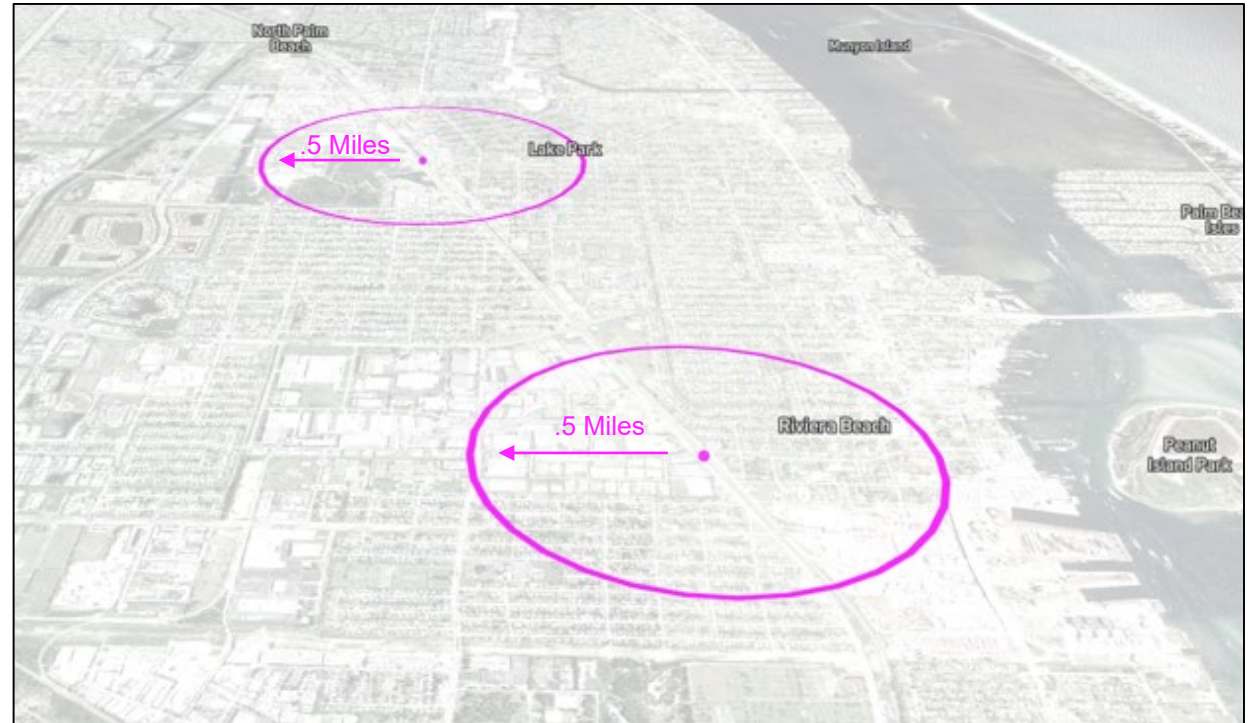 North Palm
Beach
Munyon Island
.5 Miles
Lake Park
Palm Bea
Isles
.5 Miles
Riviera Beach
Peanut
Island Park